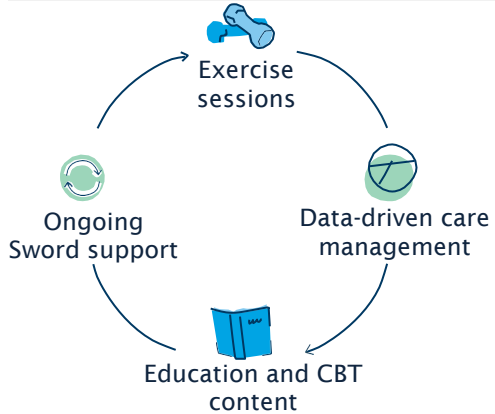 Exercise
sessions
Data-driven care
management
Education and CBT
content
Ongoing
Sword support